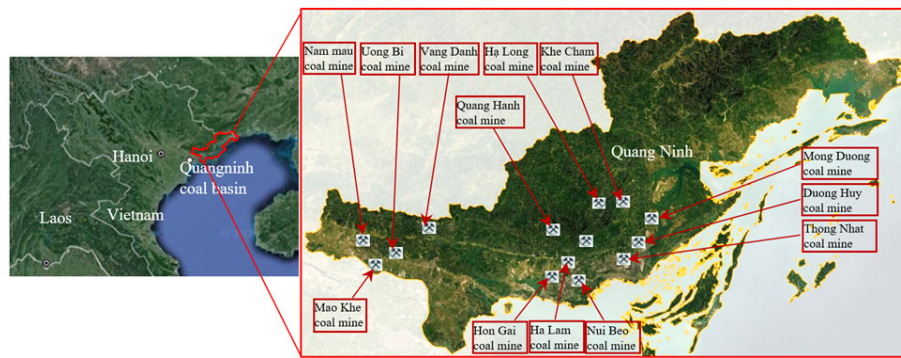 Hanoi
Quangninh
coal basin
Laos
Vietnam
Nam mau
coal mine
Uong Bi
coal mine
Vang Danh
coal mine
Hạ Long
coal mine
Khe Cham
coal mine
Quang Hanh
coal mine
Quang Ninh
Mong Duong
coal mine
Duong Huy
coal mine
Thong Nhat
coal mine
Mao Khe
coal mine
Hon Gai
coal mine
Ha Lam
coal mine
Nui Beo
coal mine